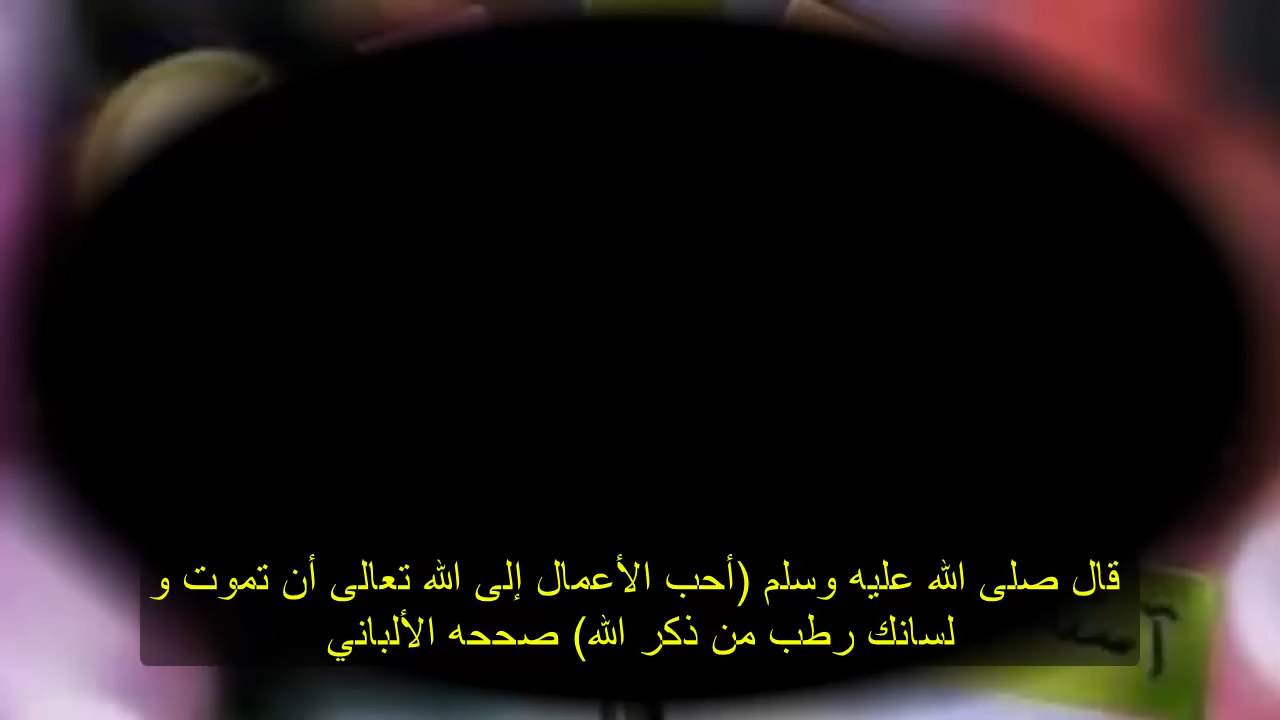 قال صلى الله عليه وسلم (أحب الأعمال إلى الله تعالى أن تموت و
لسانك رطب من ذكر الله) صححه الألباني